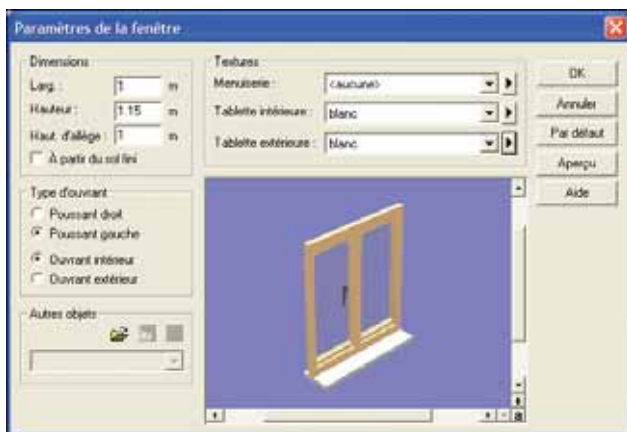 Paramètres de la fenêtre
Dimensions
Larg. : 1 m
Hauteur : 1.15 m
Haut. d'allège : 1 m
À partir du sol fini
Type d'ouvrant
Poussant droit
Poussant gauche
Ouvrant intérieur
Ouvrant extérieur
Autres objets
Textures
Menuiserie : <aucune>
Tablette intérieure : blanc
Tablette extérieure : blanc
OK
Annuler
Par défaut
Aperçu
Aide